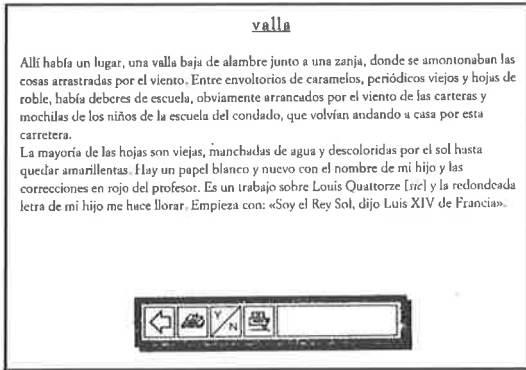 valla
Allí había un lugar, una valla baja de alambre junto a una zanja, donde se amontonaban las
cosas arrastradas por el viento. Entre envoltorios de caramelos, periódicos viejos y hojas de
roble, había deberes de escuela, obviamente arrancados por el viento de las carteras y
mochilas de los niños de la escuela del condado, que volvían andando a casa por esta
carretera.
La mayoría de las hojas son viejas, manchadas de agua y descoloridas por el sol hasta
quedar amarillentas. Hay un papel blanco y nuevo con el nombre de mi hijo y las
correcciones en rojo del profesor. Es un trabajo sobre Louis Quattorze [sic] y la redondeada
letra de mi hijo me hace llorar. Empieza con: «Soy el Rey Sol, dijo Luis XIV de Francia».
Y/N